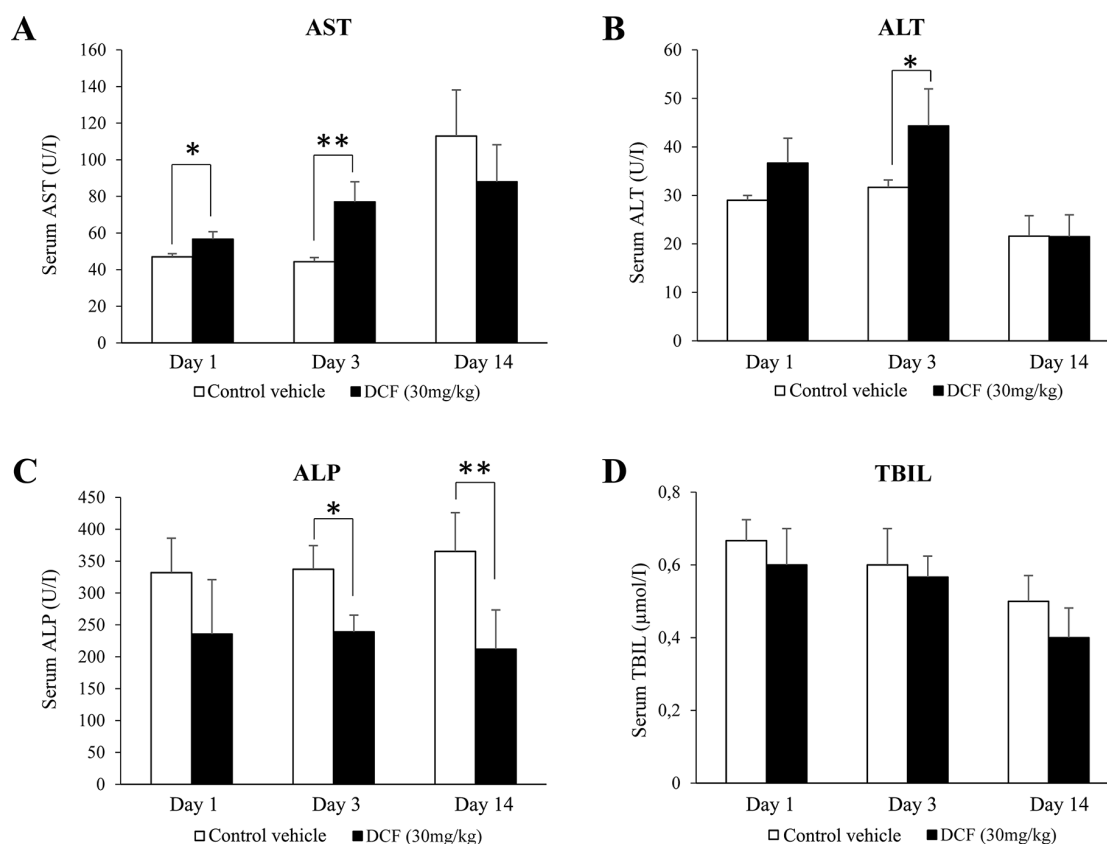 A
AST
Serum AST (U/I)
160
140
120
100
80
60
40
20
0
*
**
Day 1 Day 3 Day 14
Control vehicle DCF (30mg/kg)
B
ALT
Serum ALT (U/I)
60
50
40
30
20
10
0
*
Day 1 Day 3 Day 14
Control vehicle DCF (30mg/kg)
C
ALP
Serum ALP (U/I)
450
400
350
300
250
200
150
100
50
0
*
**
Day 1 Day 3 Day 14
Control vehicle DCF (30mg/kg)
D
TBIL
Serum TBIL (µmol/I)
0,8
0,6
0,4
0,2
0
Day 1 Day 3 Day 14
Control vehicle DCF (30mg/kg)